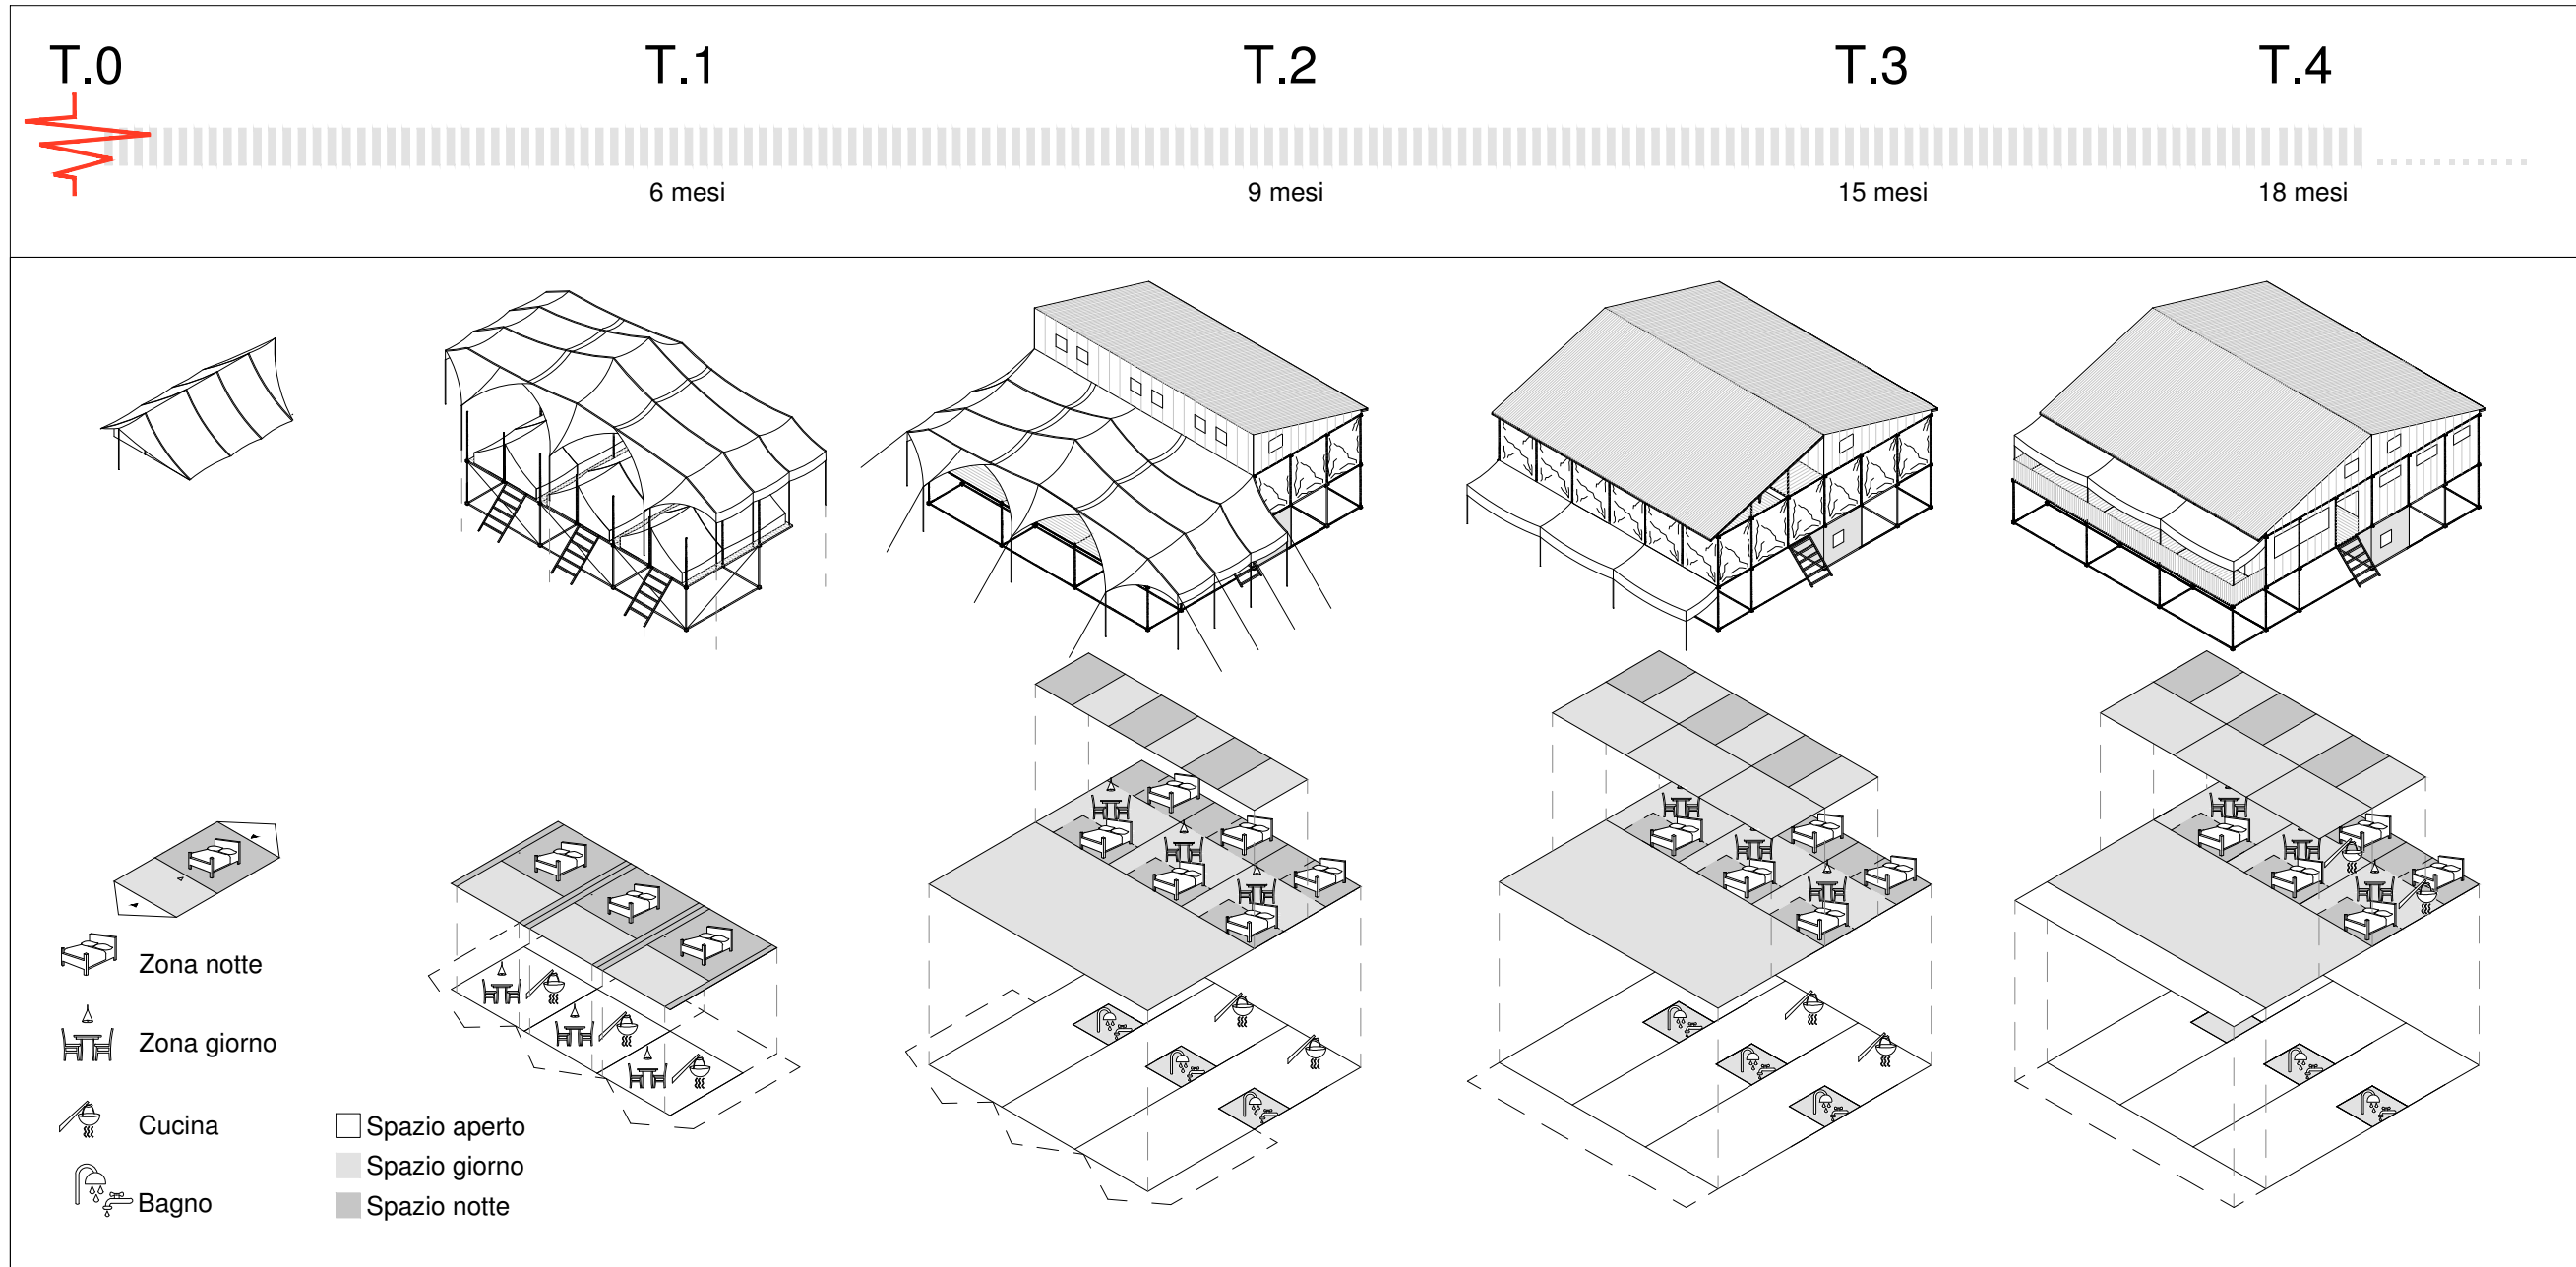 T.0
T.1
T.2
T.3
T.4
6 mesi
9 mesi
15 mesi
18 mesi
Zona notte
Zona giorno
Cucina
Bagno
Spazio aperto
Spazio giorno
Spazio notte